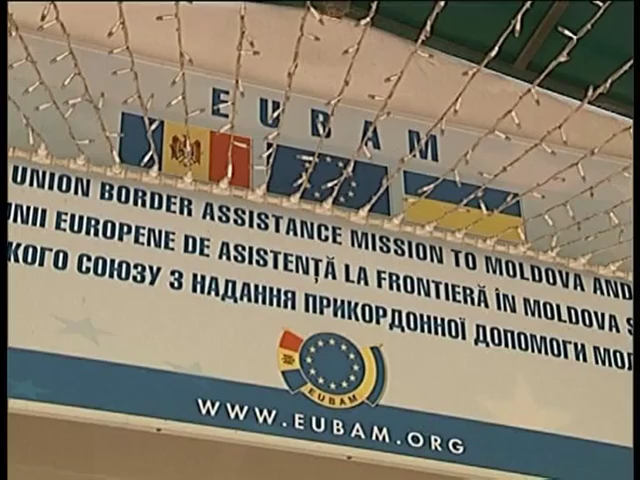 EUBAM
UNION BORDER ASSISTANCE MISSION TO MOLDOVA AND
UNII EUROPENE DE ASISTENȚĂ LA FRONTIERĂ ÎN MOLDOVA
СОЮЗУ З НАДАННЯ ПРИКОРДОННОЇ ДОПОМОГИ
EUBAM
WWW.EUBAM.ORG